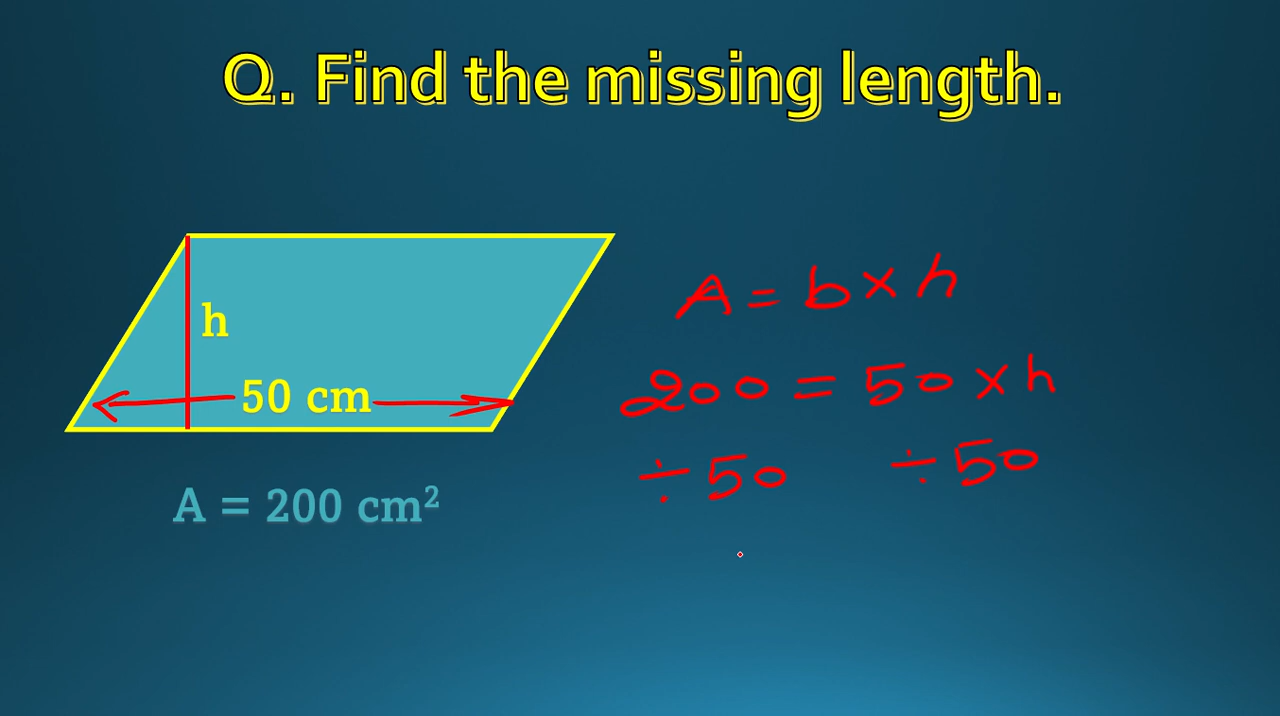 Q. Find the missing length.
h
50 cm
A = 200 cm²
A = b × h
200 = 50 × h
÷ 50 ÷ 50